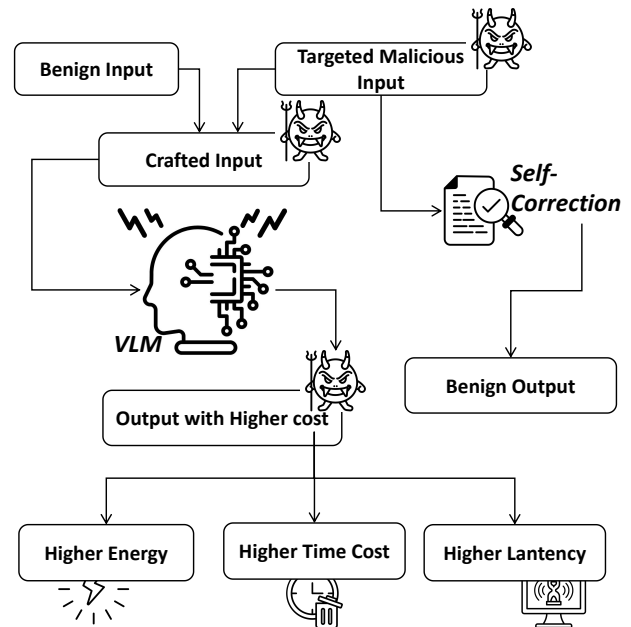 Benign Input
Targeted Malicious
Input
Crafted Input
Self-
Correction
VLM
Benign Output
Output with Higher cost
Higher Energy
Higher Time Cost
Higher Lantency